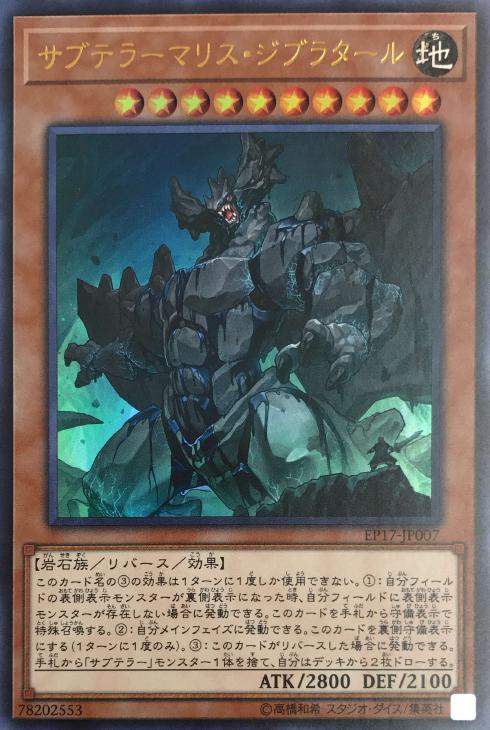 サブテラーマリス・ジブラタール
地
EP17-JP007
【岩石族／リバース／効果】
このカード名の③の効果は1ターンに1度しか使用できない。①：自分フィール
ドの表側表示モンスターが裏側表示になった時、自分フィールドに表側表示
モンスターが存在しない場合に発動できる。このカードを手札から守備表示で
特殊召喚する。②：自分メインフェイズに発動できる。このカードを裏側守備表示
にする(1ターンに1度のみ)。③：このカードがリバースした場合に発動できる。
手札から「サブテラー」モンスター1体を捨て、自分はデッキから2枚ドローする。
ATK/2800 DEF/2100
78202553
©高橋和希 スタジオ・ダイス/集英社